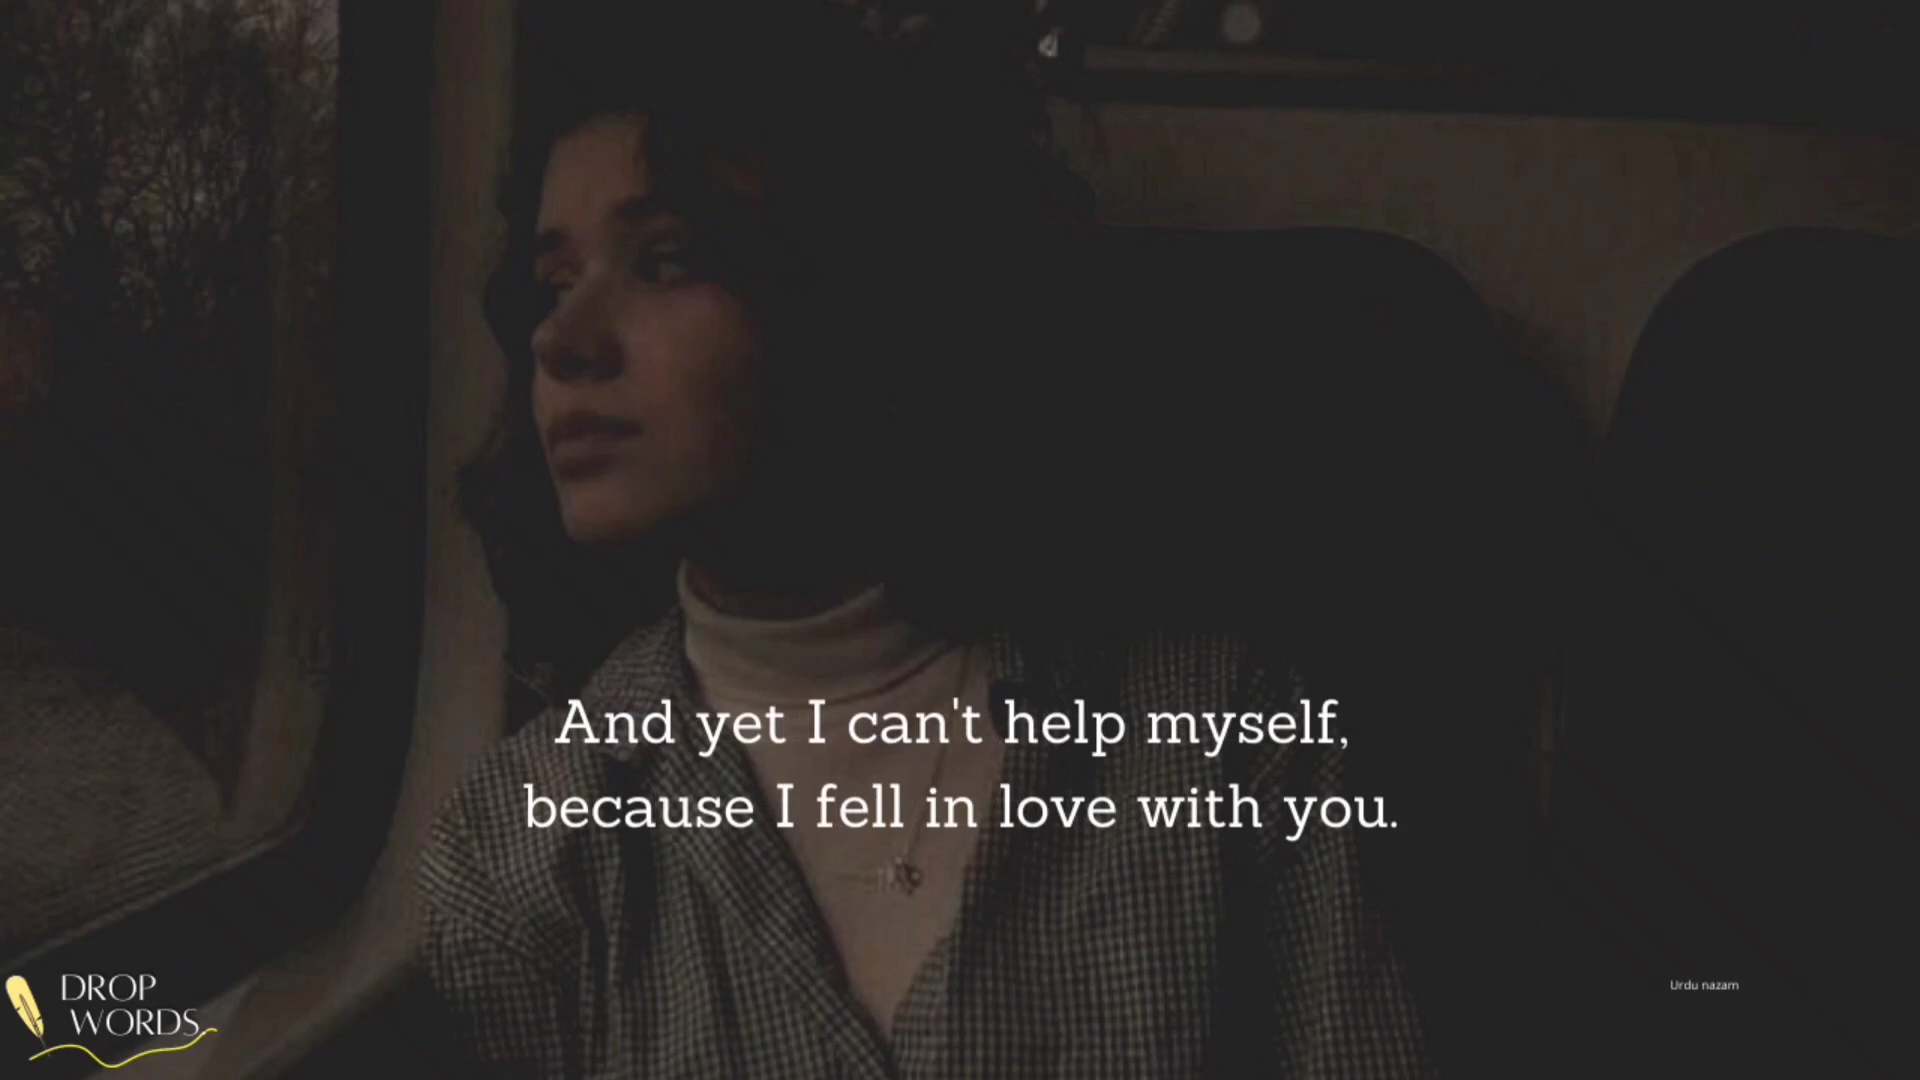 And yet I can't help myself,
because I fell in love with you.
DROP
WORDS
Urdu nazam